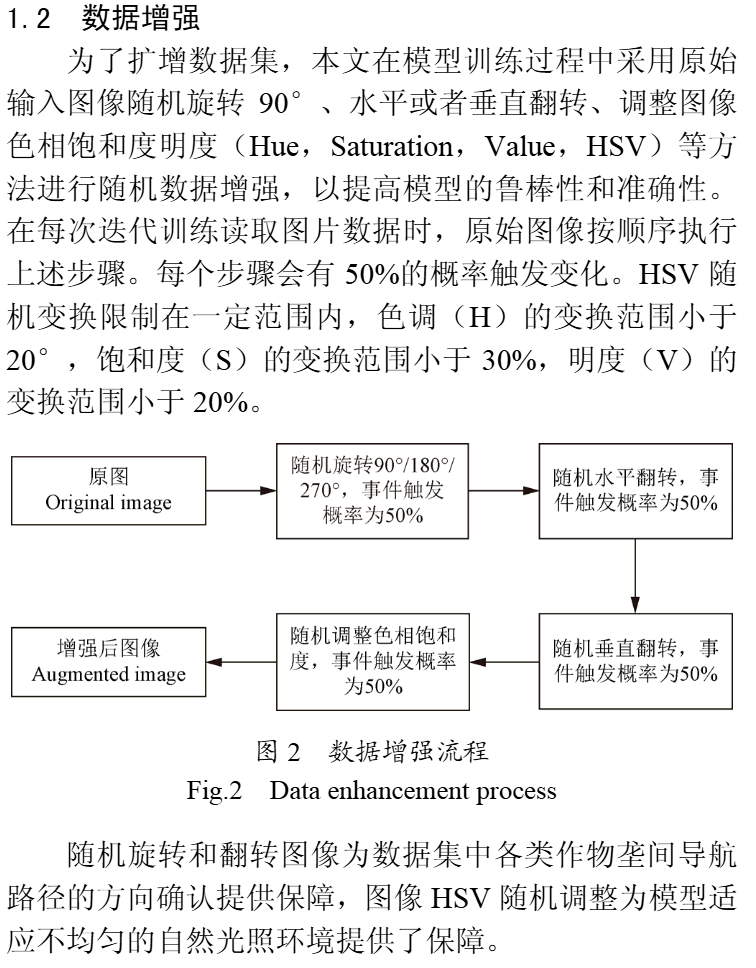 1.2 数据增强
为了扩增数据集，本文在模型训练过程中采用原始
输入图像随机旋转 90°、水平或者垂直翻转、调整图像
色相饱和度明度（Hue，Saturation，Value，HSV）等方
法进行随机数据增强，以提高模型的鲁棒性和准确性。
在每次迭代训练读取图片数据时，原始图像按顺序执行
上述步骤。每个步骤会有 50%的概率触发变化。HSV 随
机变换限制在一定范围内，色调（H）的变换范围小于
20°，饱和度（S）的变换范围小于 30%，明度（V）的
变换范围小于 20%。
原图
Original image
随机旋转90°/180°/
270°，事件触发
概率为50%
随机水平翻转，事
件触发概率为50%
随机垂直翻转，事
件触发概率为50%
随机调整色相饱和
度，事件触发概率
为50%
增强后图像
Augmented image
图 2 数据增强流程
Fig.2 Data enhancement process
随机旋转和翻转图像为数据集中各类作物垄间导航
路径的方向确认提供保障，图像 HSV 随机调整为模型适
应不均匀的自然光照环境提供了保障。